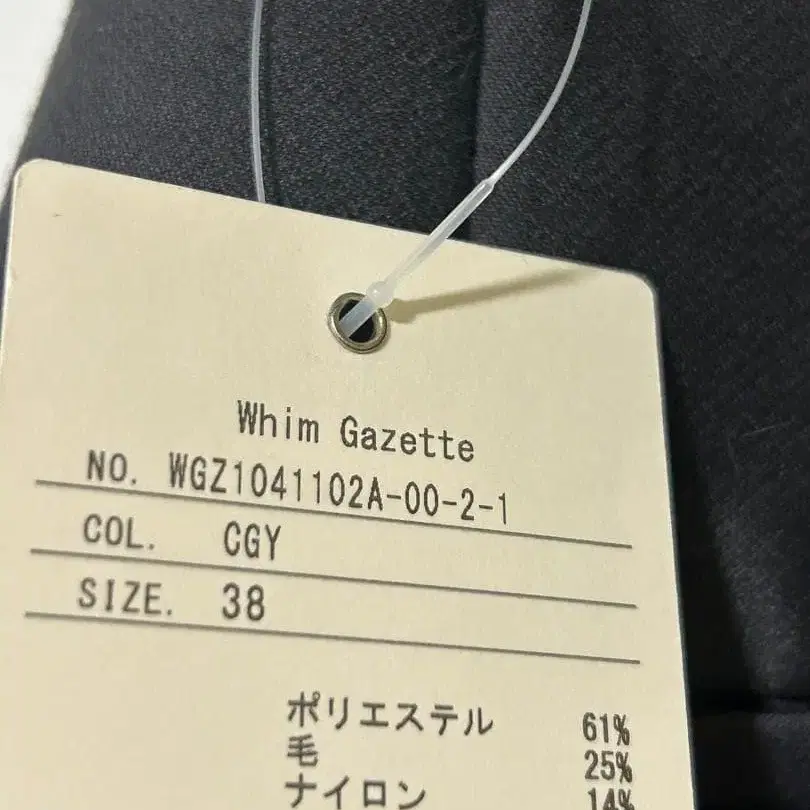 Whim Gazette
NO. WGZ1041102A-00-2-1
COL. CGY
SIZE. 38
ポリエステル 61%
毛 25%
ナイロン 14%